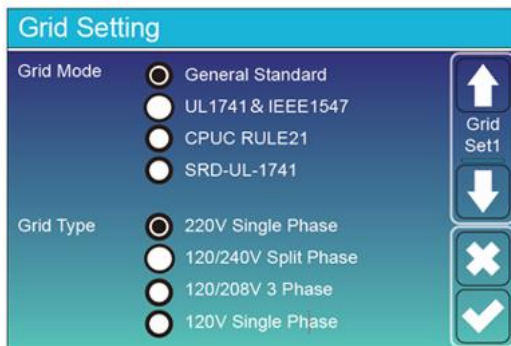 Grid Setting
Grid Mode
General Standard
UL1741 & IEEE1547
CPUC RULE21
SRD-UL-1741
Grid Type
220V Single Phase
120/240V Split Phase
120/208V 3 Phase
120V Single Phase
Grid
Set1